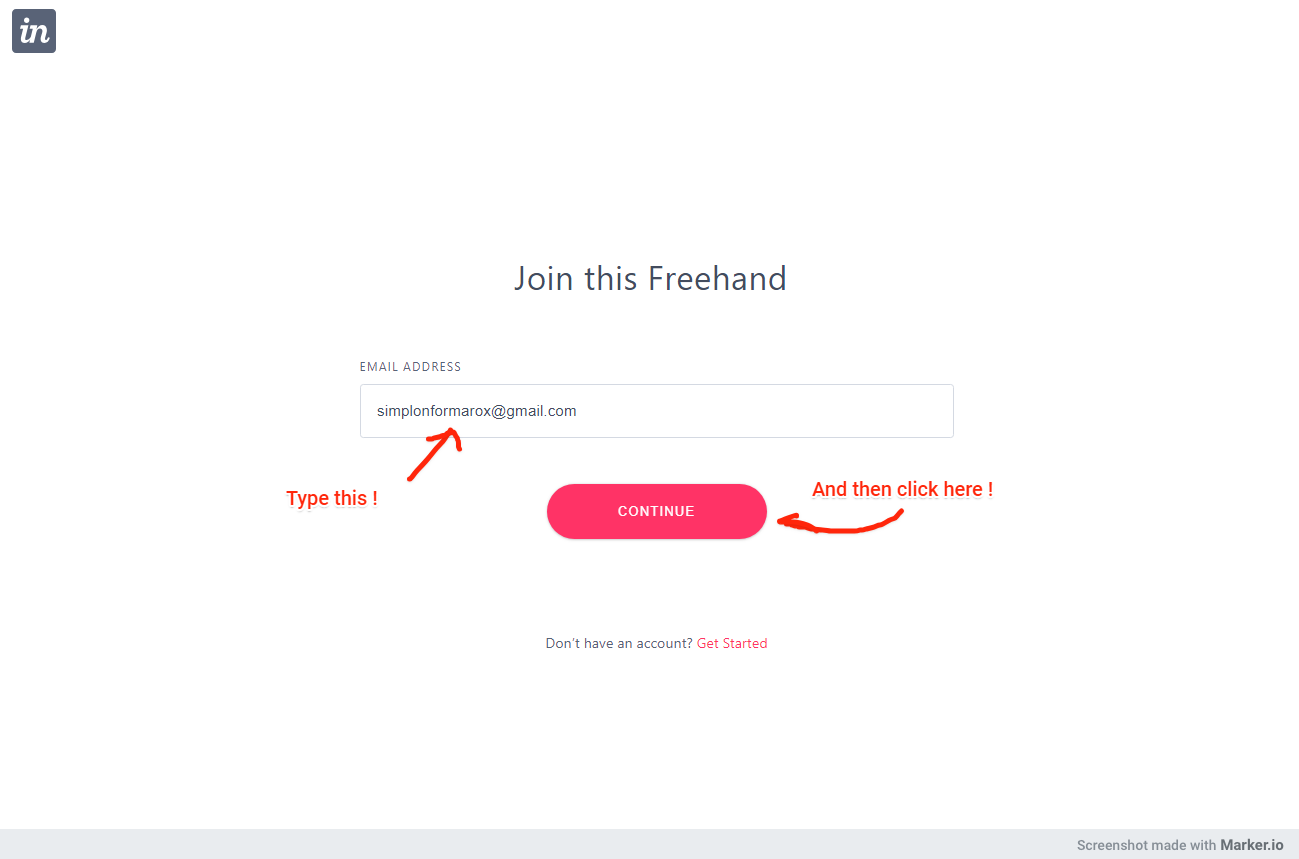 in
Join this Freehand
EMAIL ADDRESS
simplonformarox@gmail.com
Type this !
And then click here !
CONTINUE
Don't have an account? Get Started
Screenshot made with Marker.io